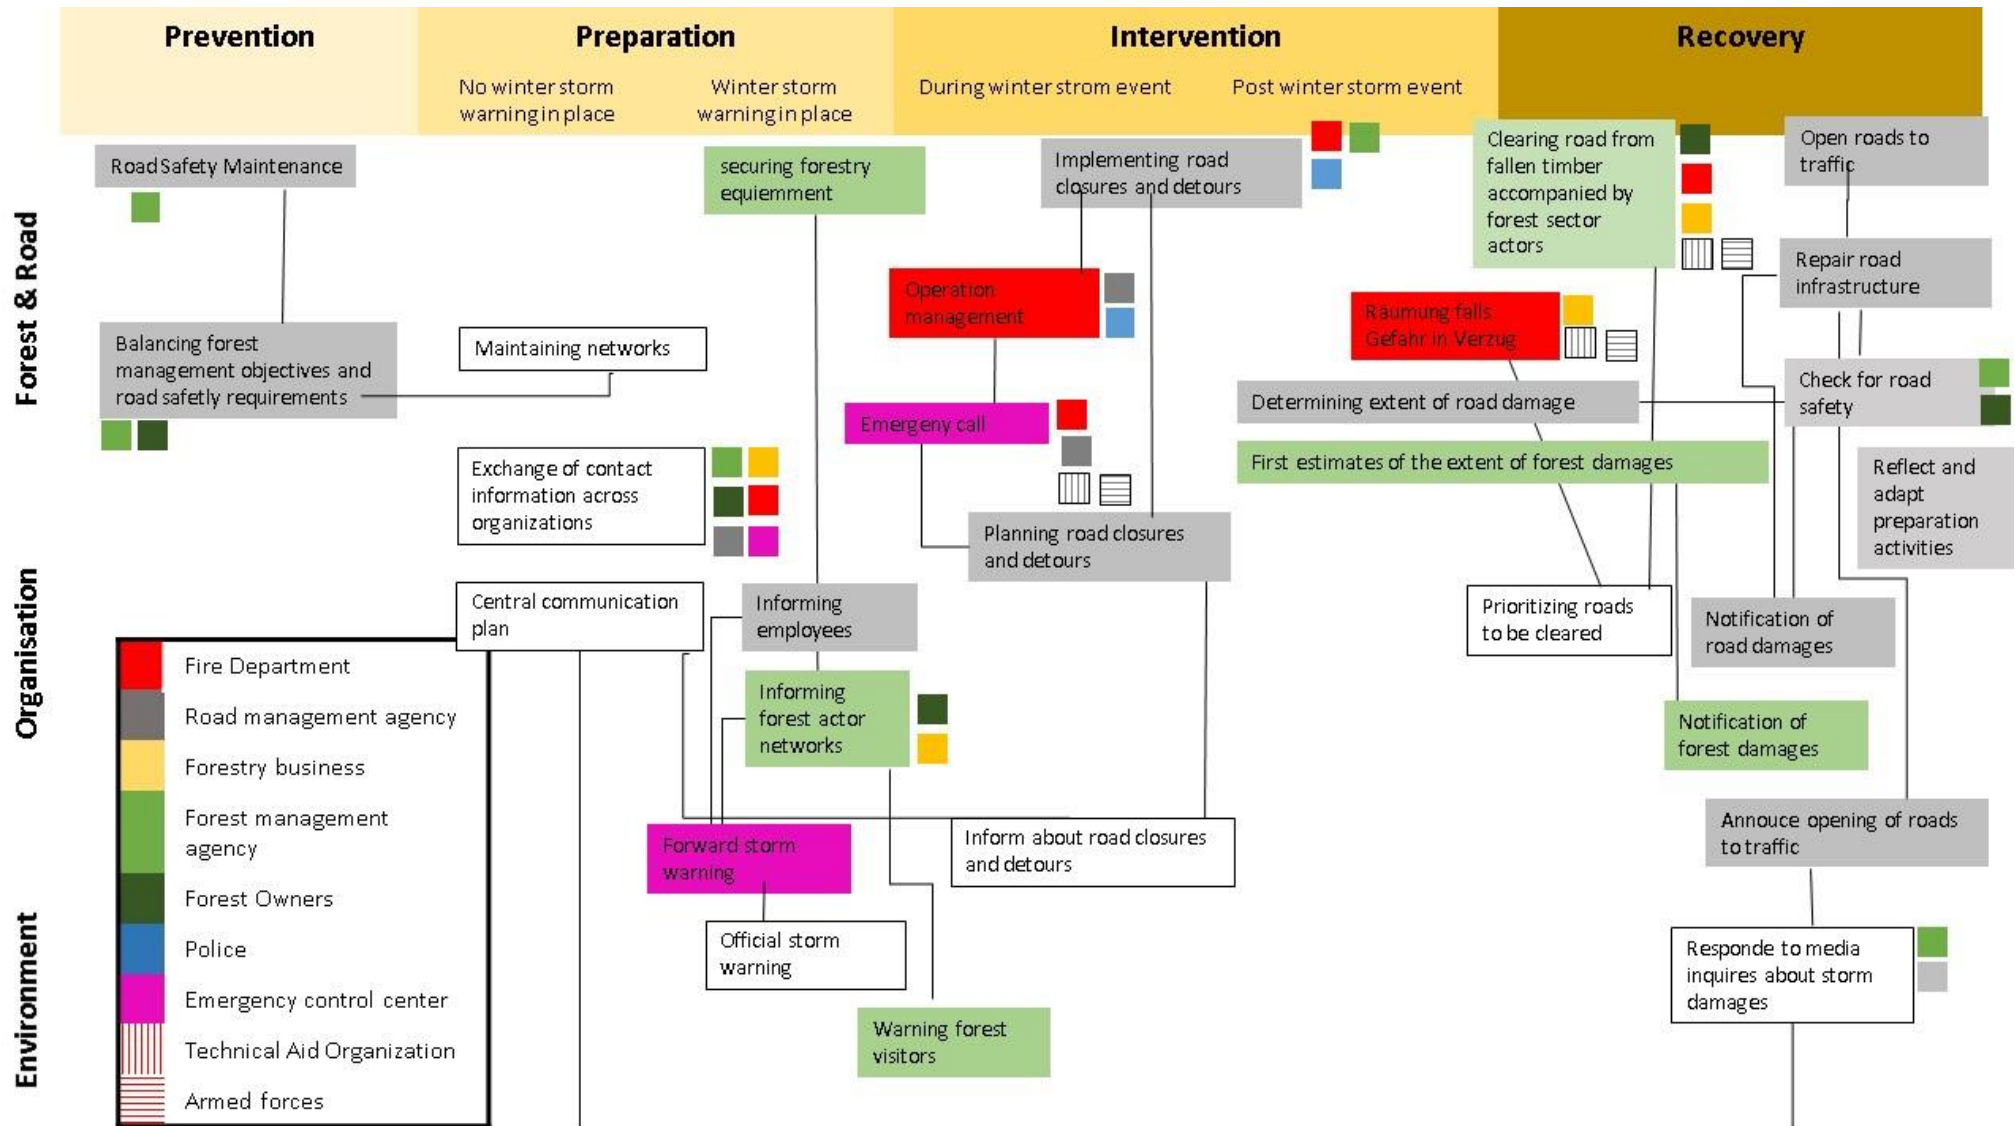 Prevention
Preparation
Intervention
Recovery
No winter storm
warning in place
Winter storm
warning in place
During winter strom event
Post winter storm event
Forest & Road
Organisation
Environment
Road Safety Maintenance
Balancing forest
management objectives and
road safetly requirements
Maintaining networks
Exchange of contact
information across
organizations
Central communication
plan
securing forestry
equiemment
Informing
employees
Informing
forest actor
networks
Forward storm
warning
Official storm
warning
Warning forest
visitors
Implementing road
closures and detours
Operation
management
Emergeny call
Planning road closures
and detours
Inform about road closures
and detours
Clearing road from
fallen timber
accompanied by
forest sector
actors
Räumung falls
Gefahr in Verzug
Determining extent of road damage
First estimates of the extent of forest damages
Prioritizing roads
to be cleared
Open roads to
traffic
Repair road
infrastructure
Check for road
safety
Reflect and
adapt
preparation
activities
Notification of
road damages
Notification of
forest damages
Annouce opening of roads
to traffic
Responde to media
inquires about storm
damages
Fire Department
Road management agency
Forestry business
Forest management
agency
Forest Owners
Police
Emergency control center
Technical Aid Organization
Armed forces